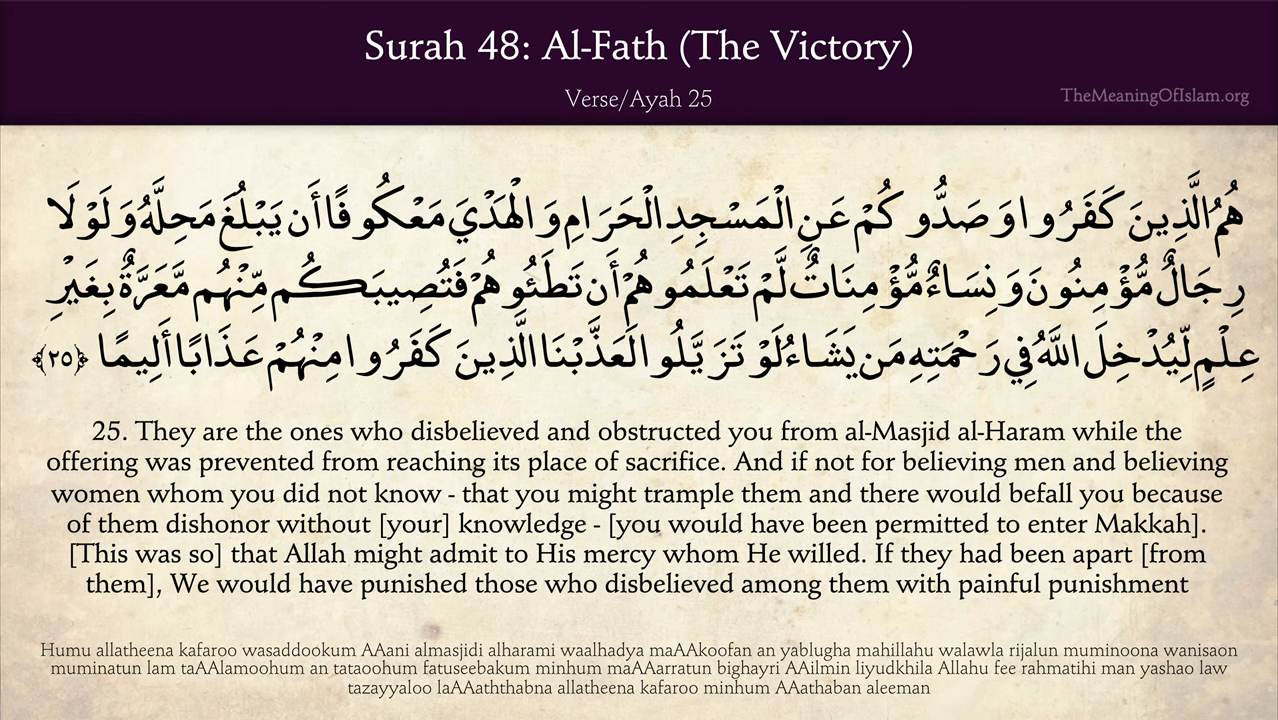 Surah 48: Al-Fath (The Victory)
Verse/Ayah 25
TheMeaningOfIslam.org
هُمُ الَّذِينَ كَفَرُوا وَصَدُّوكُمْ عَنِ الْمَسْجِدِ الْحَرَامِ وَالْهَدْيَ مَعْكُوفًا أَن يَبْلُغَ مَحِلَّهُ وَلَوْلَا
رِجَالٌ مُّؤْمِنُونَ وَنِسَاءٌ مُّؤْمِنَاتٌ لَّمْ تَعْلَمُوهُمْ أَن تَطَئُوهُمْ فَتُصِيبَكُم مِّنْهُم مَّعَرَّةٌ بِغَيْرِ
عِلْمٍ لِّيُدْخِلَ اللَّهُ فِي رَحْمَتِهِ مَن يَشَاءُ لَوْ تَزَيَّلُوا لَعَذَّبْنَا الَّذِينَ كَفَرُوا مِنْهُمْ عَذَابًا أَلِيمًا ﴿٢٥﴾
25. They are the ones who disbelieved and obstructed you from al-Masjid al-Haram while the
offering was prevented from reaching its place of sacrifice. And if not for believing men and believing
women whom you did not know - that you might trample them and there would befall you because
of them dishonor without [your] knowledge - [you would have been permitted to enter Makkah].
[This was so] that Allah might admit to His mercy whom He willed. If they had been apart [from
them], We would have punished those who disbelieved among them with painful punishment
Humu allatheena kafaroo wasaddookum AAani almasjidi alharami waalhadya maAAkoofan an yablugha mahillahu walawla rijalun muminoona wanisaon
muminatun lam taAAlamoohum an tataoohum fatuseebakum minhum maAAarratun bighayri AAilmin liyudkhila Allahu fee rahmatihi man yashao law
tazayyaloo laAAaththabna allatheena kafaroo minhum AAathaban aleeman